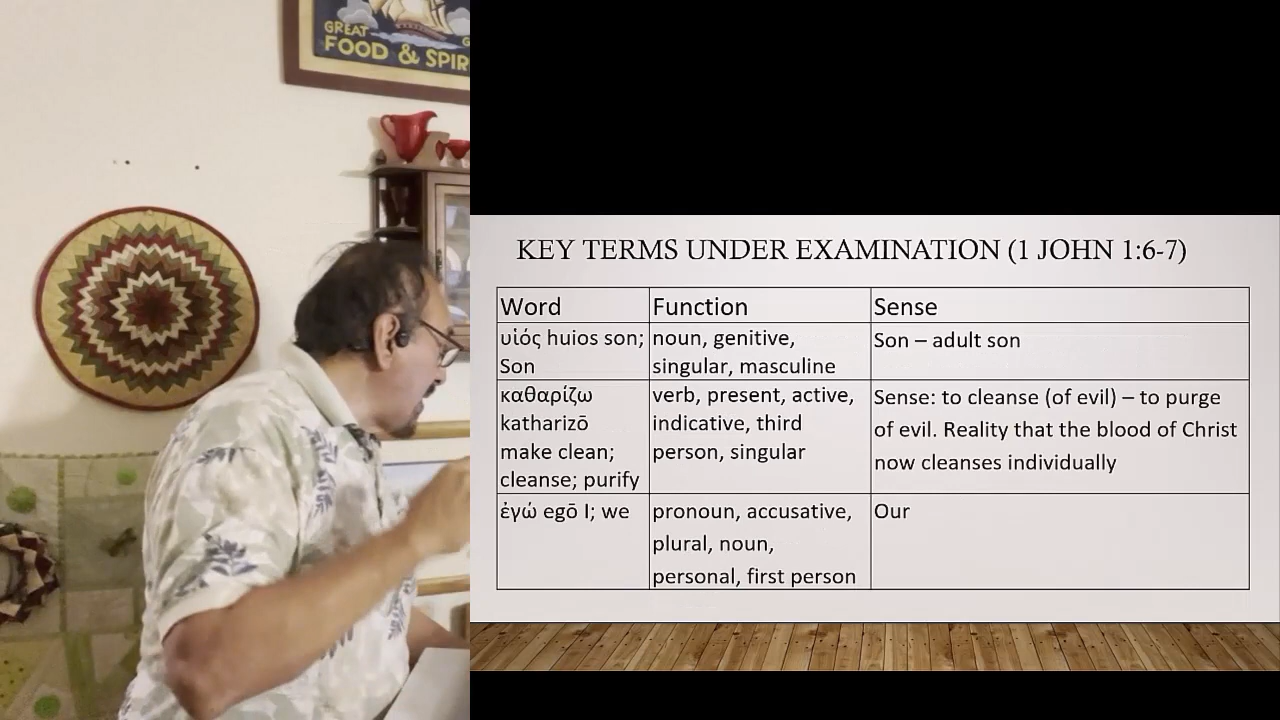 GREAT
FOOD & SPIR
KEY TERMS UNDER EXAMINATION (1 JOHN 1:6-7)
Word
Function
Sense
υἱός huios son;
Son
noun, genitive,
singular, masculine
Son – adult son
καθαρίζω
katharizō
make clean;
cleanse; purify
verb, present, active,
indicative, third
person, singular
Sense: to cleanse (of evil) – to purge
of evil. Reality that the blood of Christ
now cleanses individually
ἐγώ egō I; we
pronoun, accusative,
plural, noun,
personal, first person
Our